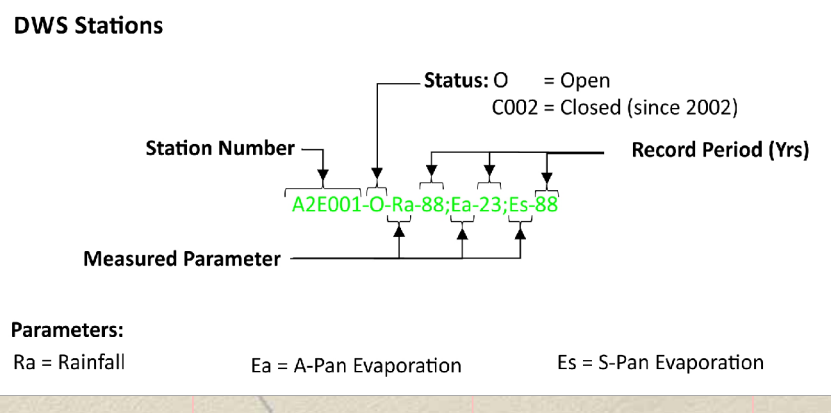 DWS Stations
Status: O = Open
C002 = Closed (since 2002)
Station Number
Record Period (Yrs)
A2E001-O-Ra-88;Ea-23;Es-88
Measured Parameter
Parameters:
Ra = Rainfall
Ea = A-Pan Evaporation
Es = S-Pan Evaporation